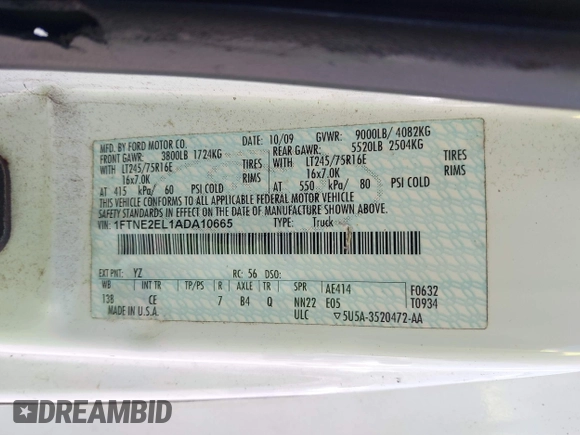 MFD. BY FORD MOTOR CO. 10/09 GVWR: 9000LB/ 4082KG
FRONT GAWR: 3800LB 1724KG REAR GAWR: 5520LB 2504KG
WITH LT245/75R16E TIRES WITH LT245/75R16E TIRES
16x7.0K RIMS 16x7.0K RIMS
AT 415 kPa/ 60 PSI COLD AT 550 kPa/ 80 PSI COLD
THIS VEHICLE CONFORMS TO ALL APPLICABLE FEDERAL MOTOR VEHICLE
SAFETY STANDARDS IN EFFECT ON THE DATE OF MANUFACTURE SHOWN ABOVE.
VIN: 1FTNE2EL1ADA10665 TYPE: Truck
EXT PNT: YZ RC: 56 DSO:
WB INT TR TP/PS R AXLE TR SPR AE414 F0632
138 CE 7 B4 Q NN22 E05 T0934
MADE IN U.S.A. ULC ▽5U5A-3520472-AA
DREAMBID